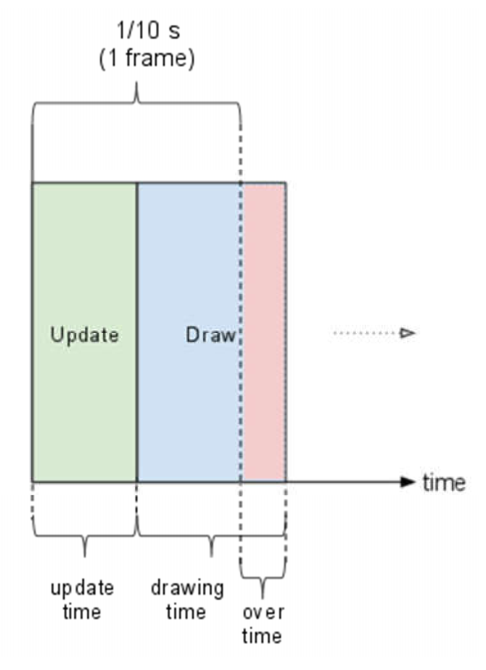 1/10 s
(1 frame)
Update
Draw
time
update
time
drawing
time
over
time